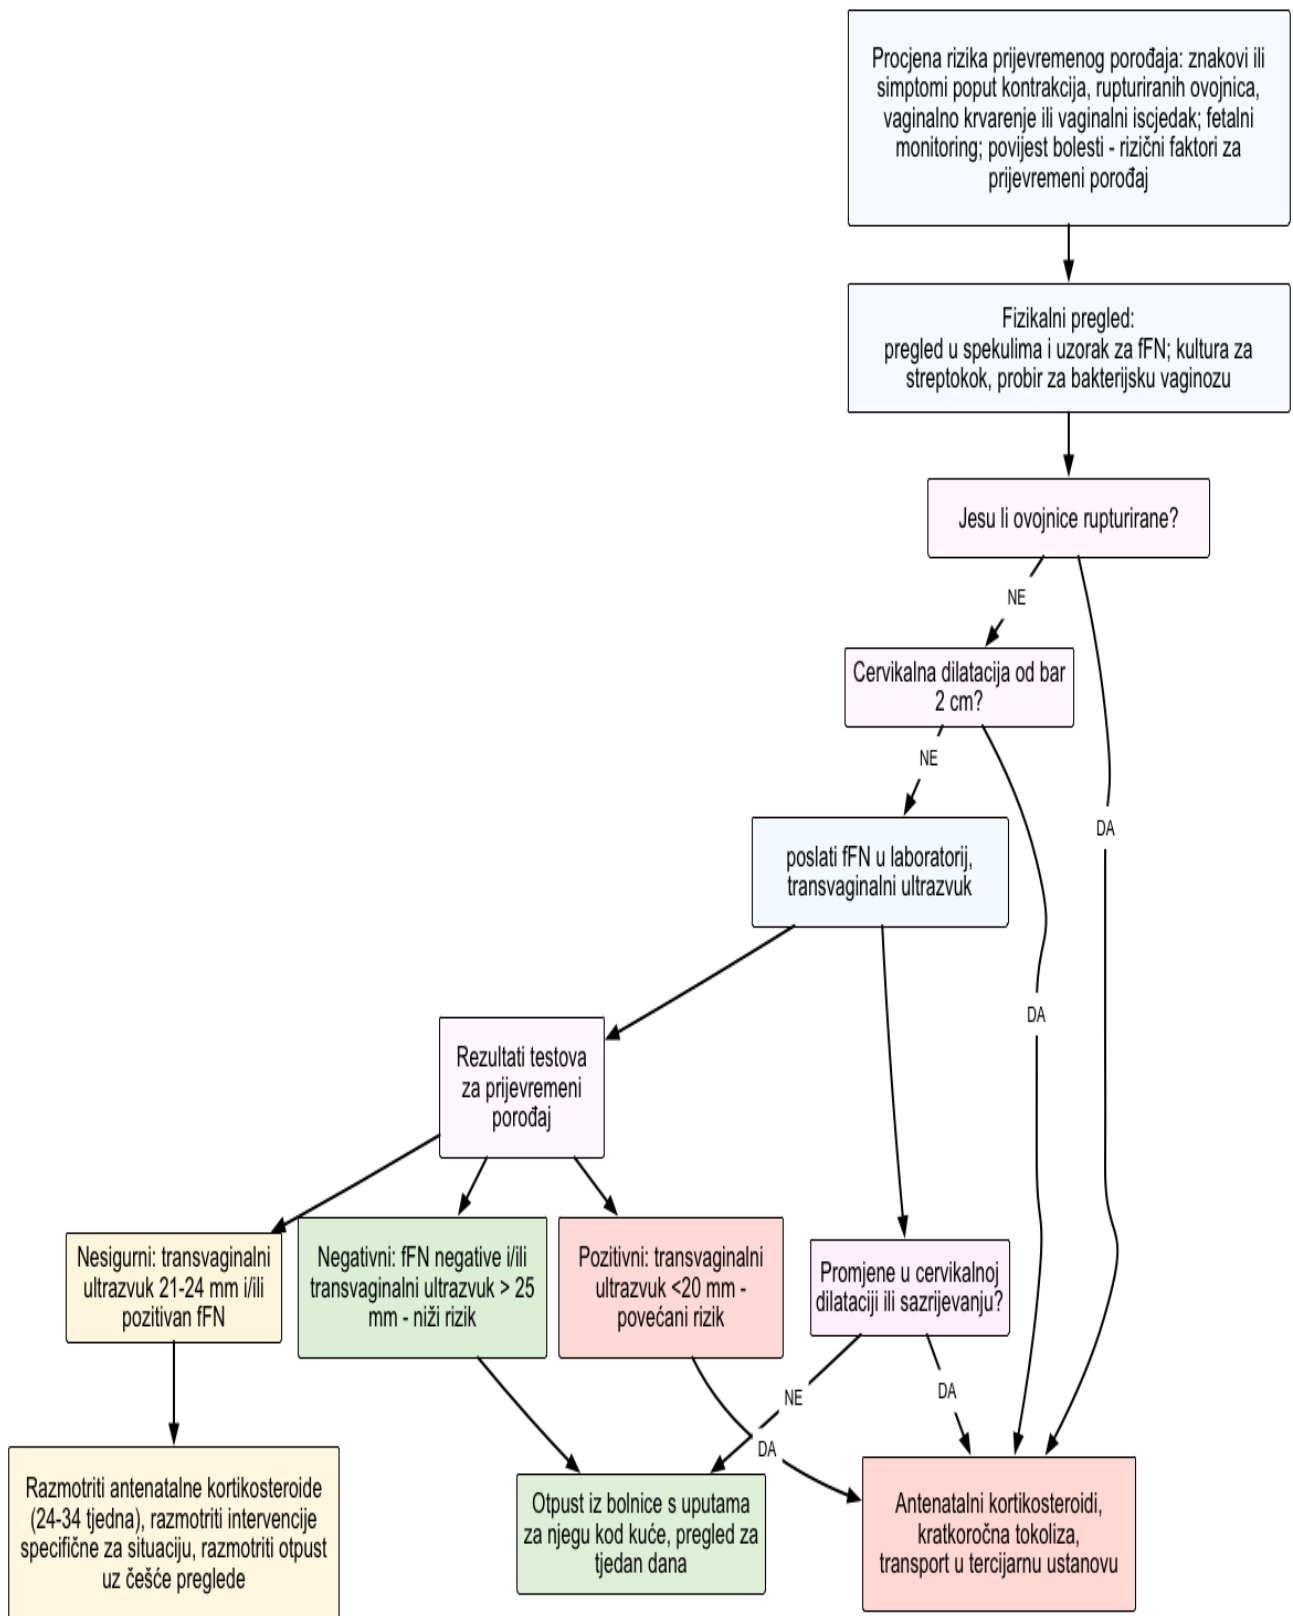 Procjena rizika prijevremenog porođaja: znakovi ili
simptomi poput kontrakcija, rupturiranih ovojnica,
vaginalno krvarenje ili vaginalni iscjedak; fetalni
monitoring; povijest bolesti - rizični faktori za
prijevremeni porođaj
Fizikalni pregled:
pregled u spekulima i uzorak za fFN; kultura za
streptokok, probir za bakterijsku vaginozu
Jesu li ovojnice rupturirane?
NE
Cervikalna dilatacija od bar
2 cm?
NE
DA
poslati fFN u laboratorij,
transvaginalni ultrazvuk
DA
Rezultati testova
za prijevremeni
porođaj
Nesigurni: transvaginalni
ultrazvuk 21-24 mm i/ili
pozitivan fFN
Negativni: fFN negative i/ili
transvaginalni ultrazvuk > 25
mm - niži rizik
Pozitivni: transvaginalni
ultrazvuk <20 mm -
povećani rizik
Promjene u cervikalnoj
dilataciji ili sazrijevanju?
NE
DA
DA
Razmotriti antenatalne kortikosteroide
(24-34 tjedna), razmotriti intervencije
specifične za situaciju, razmotriti otpust
uz češće preglede
Otpust iz bolnice s uputama
za njegu kod kuće, pregled za
tjedan dana
Antenatalni kortikosteroidi,
kratkoročna tokoliza,
transport u tercijarnu ustanovu